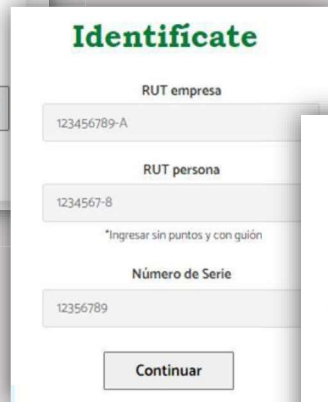 Identifícate
RUT empresa
123456789-A
RUT persona
1234567-8
*Ingresar sin puntos y con guión
Número de Serie
12356789
Continuar